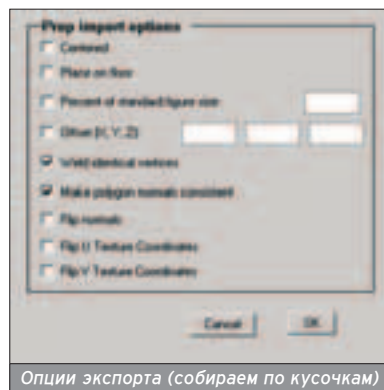 Prop import options
Centered
Place on floor
Percent of standard figure size
Offset (X, Y, Z)
Weld identical vertices
Make polygon normals consistent
Flip normals
Flip U Texture Coordinates
Flip V Texture Coordinates
Cancel OK
Опции экспорта (собираем по кусочкам)